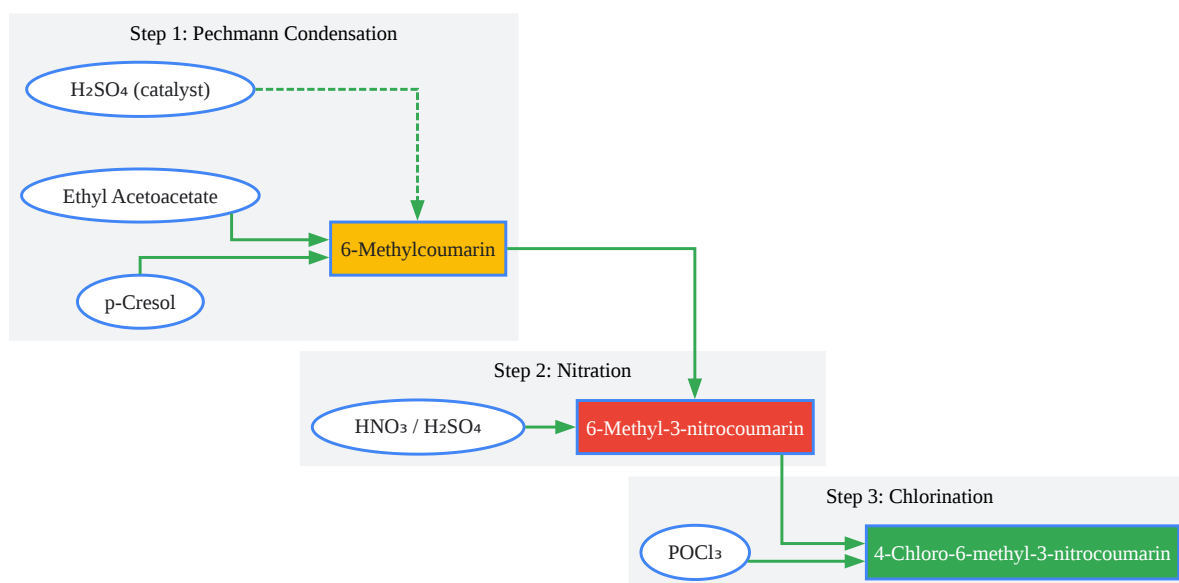 Step 1: Pechmann Condensation
H₂SO₄ (catalyst)
Ethyl Acetoacetate
6-Methylcoumarin
p-Cresol
Step 2: Nitration
HNO₃ / H₂SO₄
6-Methyl-3-nitrocoumarin
Step 3: Chlorination
POCl₃
4-Chloro-6-methyl-3-nitrocoumarin